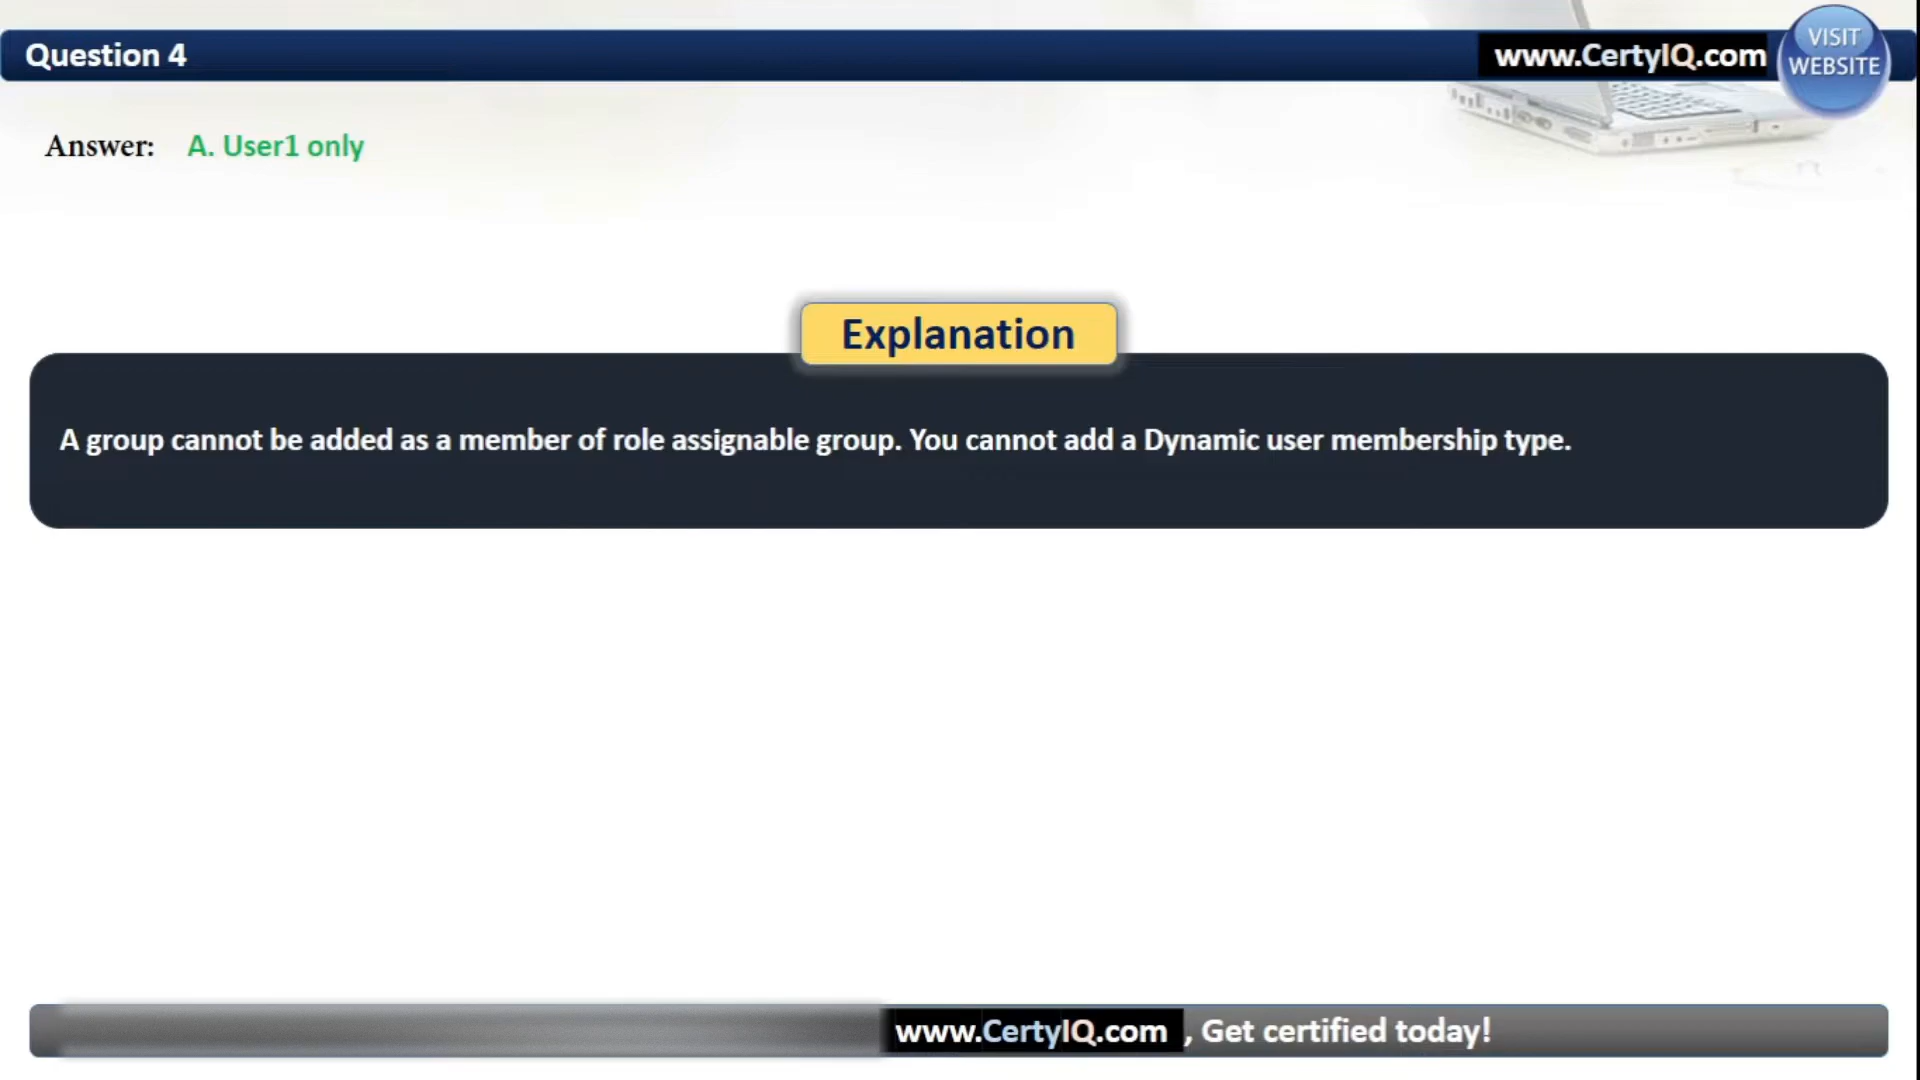 Question 4
www.CertyIQ.com
VISIT
WEBSITE
Answer: A. User1 only
Explanation
A group cannot be added as a member of role assignable group. You cannot add a Dynamic user membership type.
www.CertyIQ.com , Get certified today!